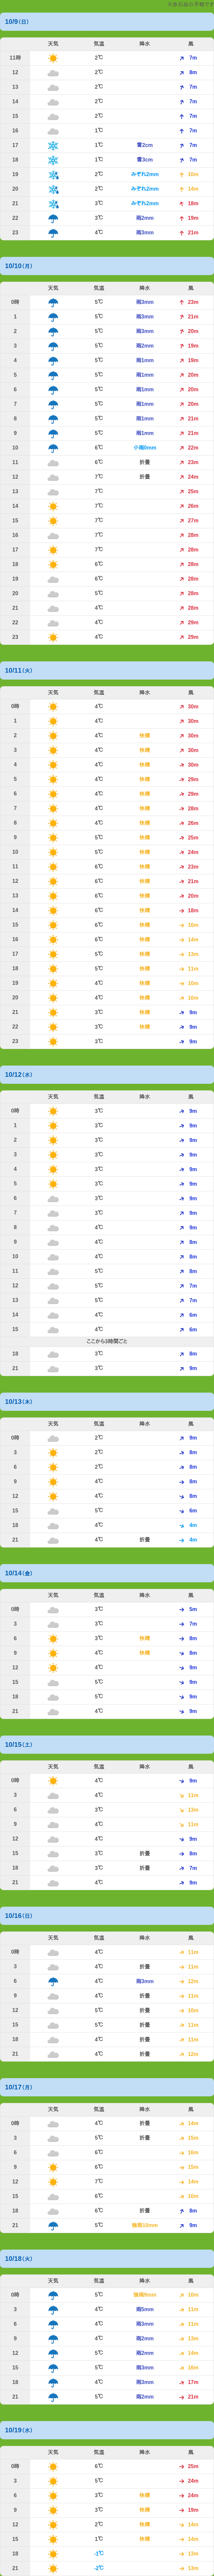 10/9(日)
天気 気温 降水 風
11時 2℃ 7m
12 2℃ 8m
13 2℃ 7m
14 2℃ 7m
15 2℃ 7m
16 1℃ 7m
17 1℃ 雪2cm 7m
18 1℃ 雪3cm 7m
19 2℃ みぞれ2mm 10m
20 2℃ みぞれ2mm 14m
21 3℃ みぞれ2mm 18m
22 3℃ 雨2mm 19m
23 4℃ 雨3mm 21m
10/10(月)
天気 気温 降水 風
0時 5℃ 雨3mm 23m
1 5℃ 雨3mm 21m
2 5℃ 雨3mm 20m
3 5℃ 雨2mm 19m
4 5℃ 雨1mm 19m
5 5℃ 雨1mm 20m
6 5℃ 雨1mm 20m
7 5℃ 雨1mm 20m
8 5℃ 雨1mm 21m
9 5℃ 雨1mm 21m
10 6℃ 小雨0mm 22m
11 6℃ 折畳 23m
12 7℃ 折畳 24m
13 7℃ 25m
14 7℃ 26m
15 7℃ 27m
16 7℃ 28m
17 7℃ 28m
18 6℃ 28m
19 6℃ 28m
20 5℃ 28m
21 4℃ 28m
22 4℃ 29m
23 4℃ 29m
10/11(火)
天気 気温 降水 風
0時 4℃ 30m
1 4℃ 30m
2 4℃ 快晴 30m
3 4℃ 快晴 30m
4 4℃ 快晴 30m
5 4℃ 快晴 29m
6 4℃ 快晴 29m
7 4℃ 快晴 28m
8 4℃ 快晴 26m
9 5℃ 快晴 25m
10 5℃ 快晴 24m
11 6℃ 快晴 23m
12 6℃ 快晴 21m
13 6℃ 快晴 20m
14 6℃ 快晴 18m
15 6℃ 快晴 16m
16 6℃ 快晴 14m
17 5℃ 快晴 13m
18 5℃ 快晴 11m
19 4℃ 快晴 10m
20 4℃ 快晴 10m
21 3℃ 快晴 9m
22 3℃ 快晴 9m
23 3℃ 9m
10/12(水)
天気 気温 降水 風
0時 3℃ 9m
1 3℃ 9m
2 3℃ 9m
3 3℃ 9m
4 3℃ 9m
5 3℃ 9m
6 3℃ 9m
7 3℃ 9m
8 4℃ 9m
9 4℃ 8m
10 4℃ 8m
11 5℃ 8m
12 5℃ 7m
13 5℃ 7m
14 4℃ 6m
15 4℃ 6m
ここから3時間ごと
18 3℃ 8m
21 3℃ 9m
10/13(木)
天気 気温 降水 風
0時 2℃ 9m
3 2℃ 8m
6 2℃ 8m
9 4℃ 8m
12 4℃ 8m
15 5℃ 6m
18 4℃ 4m
21 4℃ 折畳 4m
10/14(金)
天気 気温 降水 風
0時 3℃ 5m
3 3℃ 7m
6 3℃ 快晴 8m
9 4℃ 快晴 8m
12 4℃ 9m
15 5℃ 9m
18 5℃ 9m
21 4℃ 9m
10/15(土)
天気 気温 降水 風
0時 4℃ 9m
3 4℃ 11m
6 3℃ 13m
9 4℃ 11m
12 4℃ 9m
15 3℃ 折畳 8m
18 3℃ 折畳 7m
21 4℃ 9m
10/16(日)
天気 気温 降水 風
0時 4℃ 11m
3 4℃ 折畳 11m
6 4℃ 雨3mm 12m
9 4℃ 折畳 11m
12 5℃ 折畳 10m
15 5℃ 折畳 11m
18 4℃ 折畳 11m
21 4℃ 折畳 12m
10/17(月)
天気 気温 降水 風
0時 4℃ 折畳 14m
3 5℃ 折畳 15m
6 6℃ 16m
9 6℃ 15m
12 7℃ 14m
15 6℃ 10m
18 6℃ 折畳 8m
21 5℃ 強雨10mm 9m
10/18(火)
天気 気温 降水 風
0時 5℃ 強雨9mm 10m
3 4℃ 雨5mm 11m
6 4℃ 雨3mm 11m
9 4℃ 雨2mm 13m
12 5℃ 雨2mm 14m
15 5℃ 雨3mm 16m
18 4℃ 雨3mm 17m
21 5℃ 雨2mm 21m
10/19(水)
天気 気温 降水 風
0時 6℃ 25m
3 5℃ 24m
6 3℃ 快晴 24m
9 3℃ 快晴 19m
12 2℃ 快晴 14m
15 1℃ 快晴 14m
18 -1℃ 13m
21 -2℃ 13m